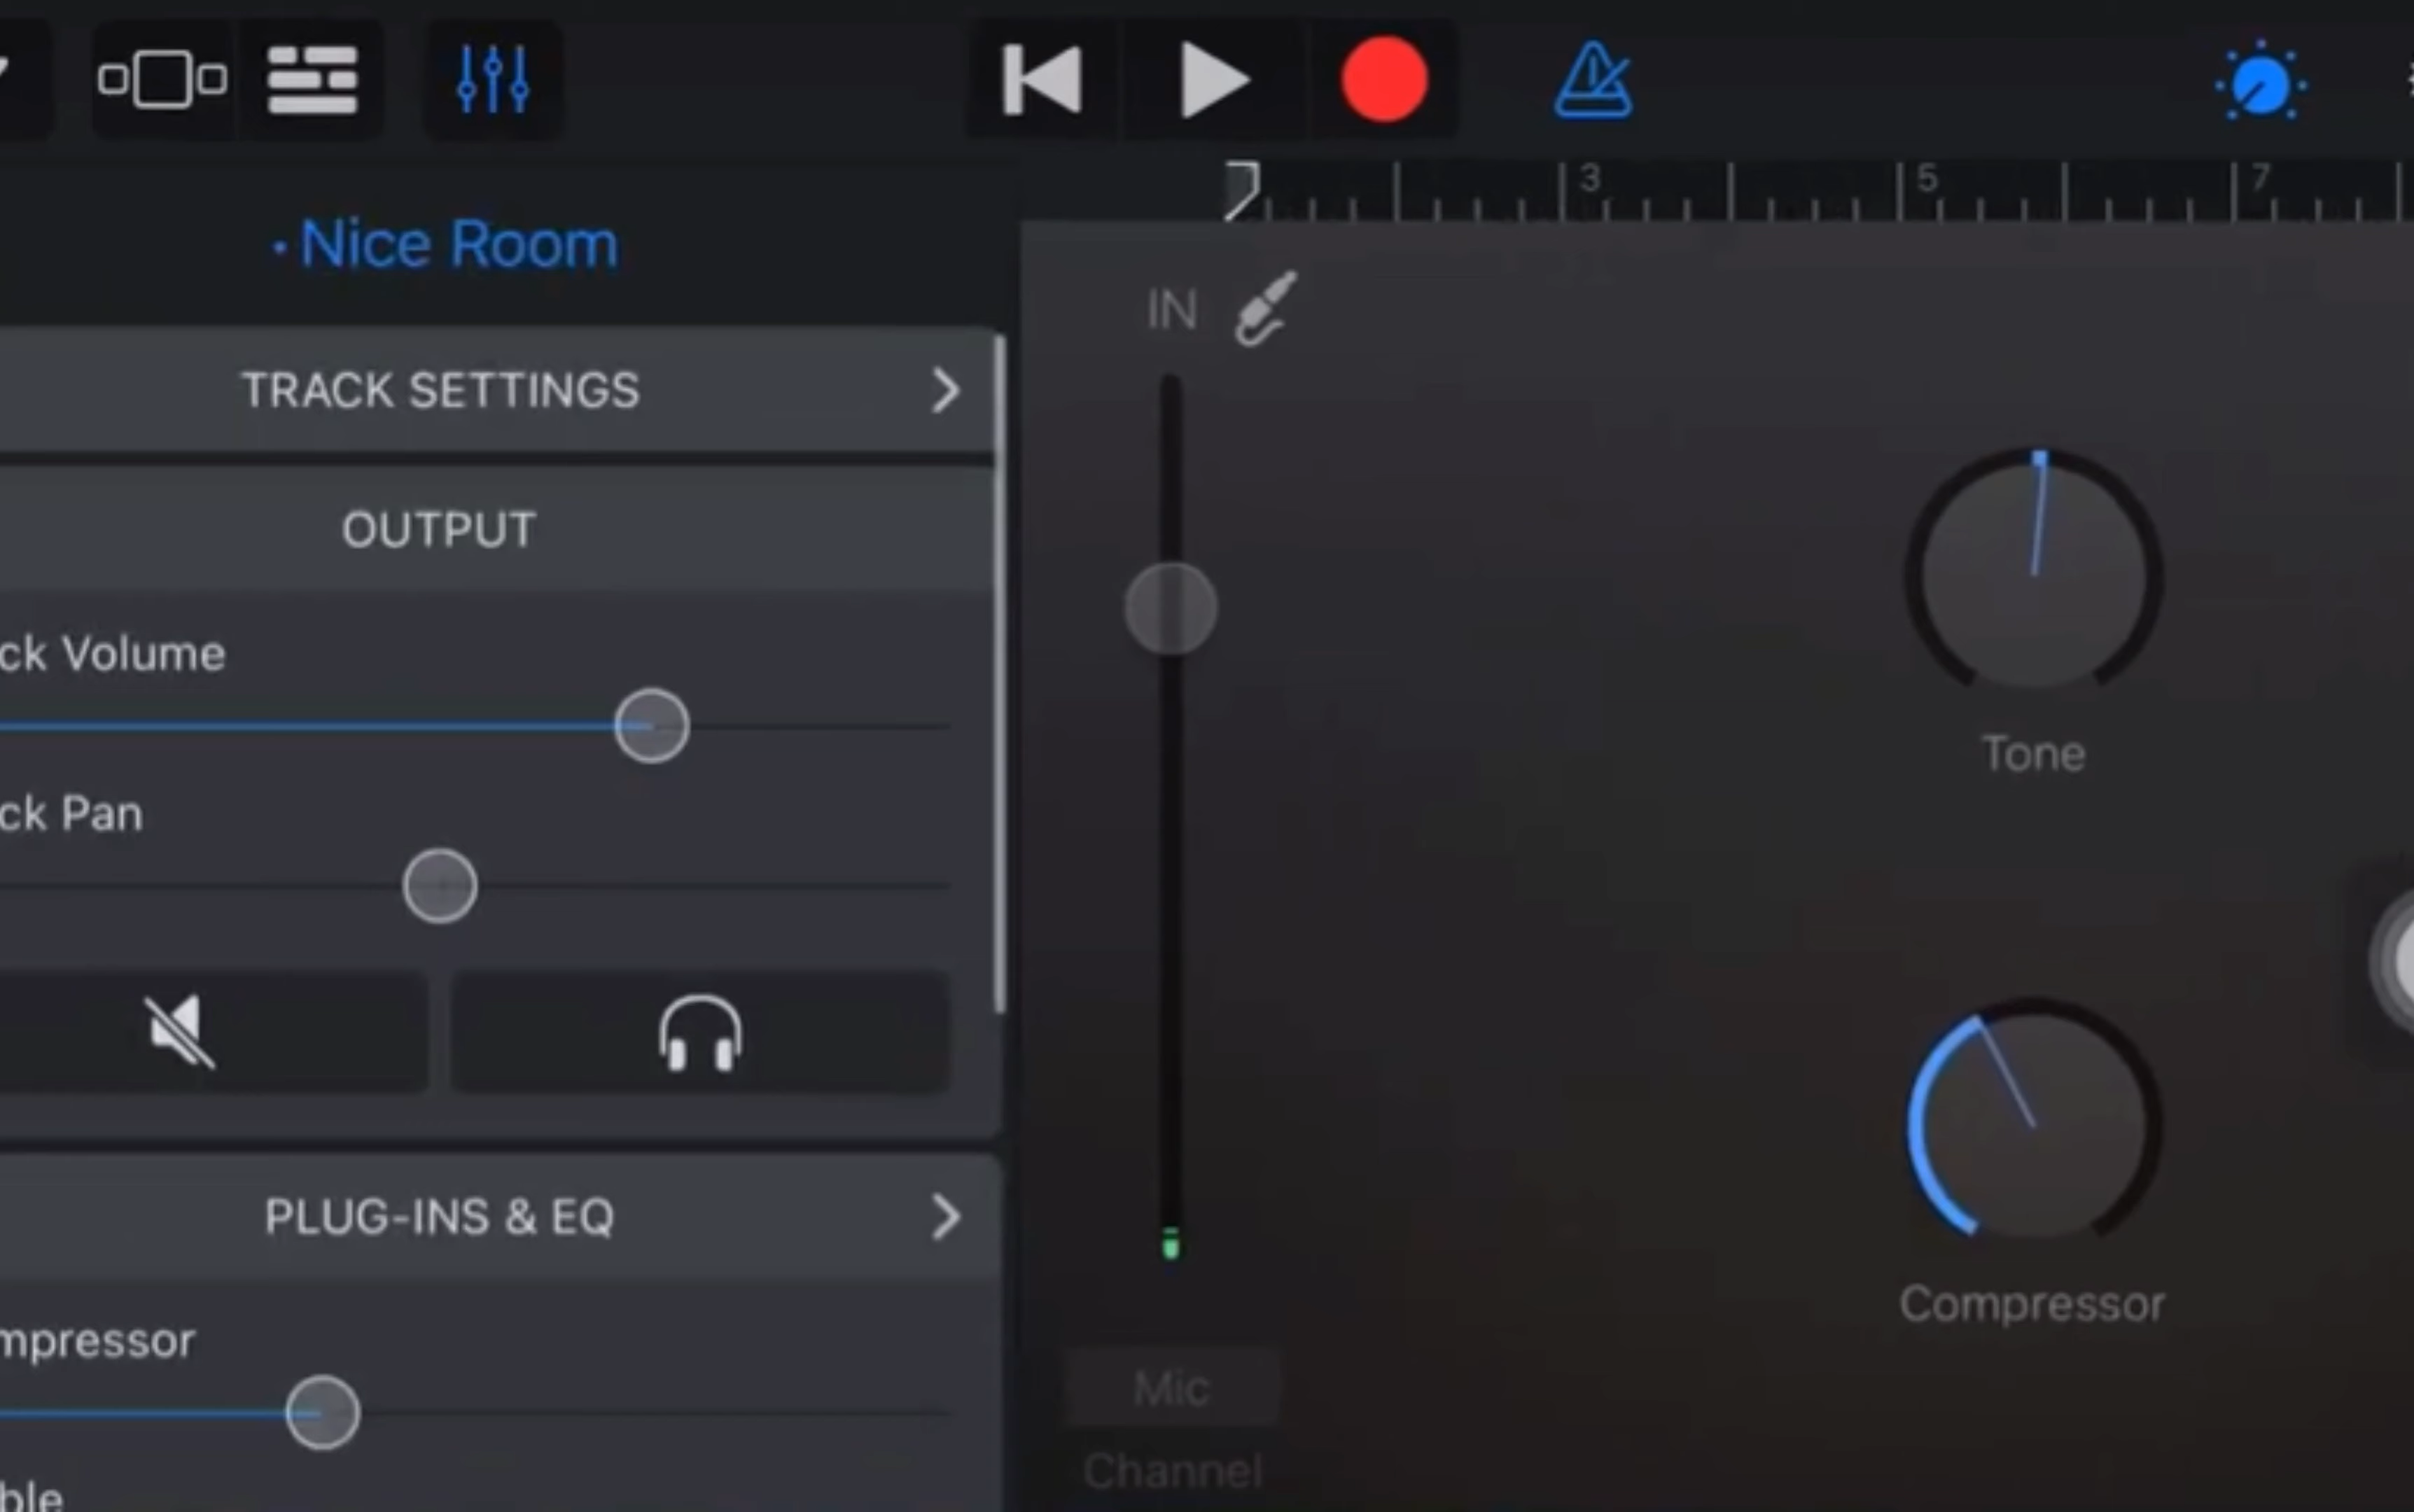 3
5
7
Nice Room
IN
TRACK SETTINGS
OUTPUT
ck Volume
Tone
ck Pan
PLUG-INS & EQ
Compressor
mpressor
Mic
Channel
ble